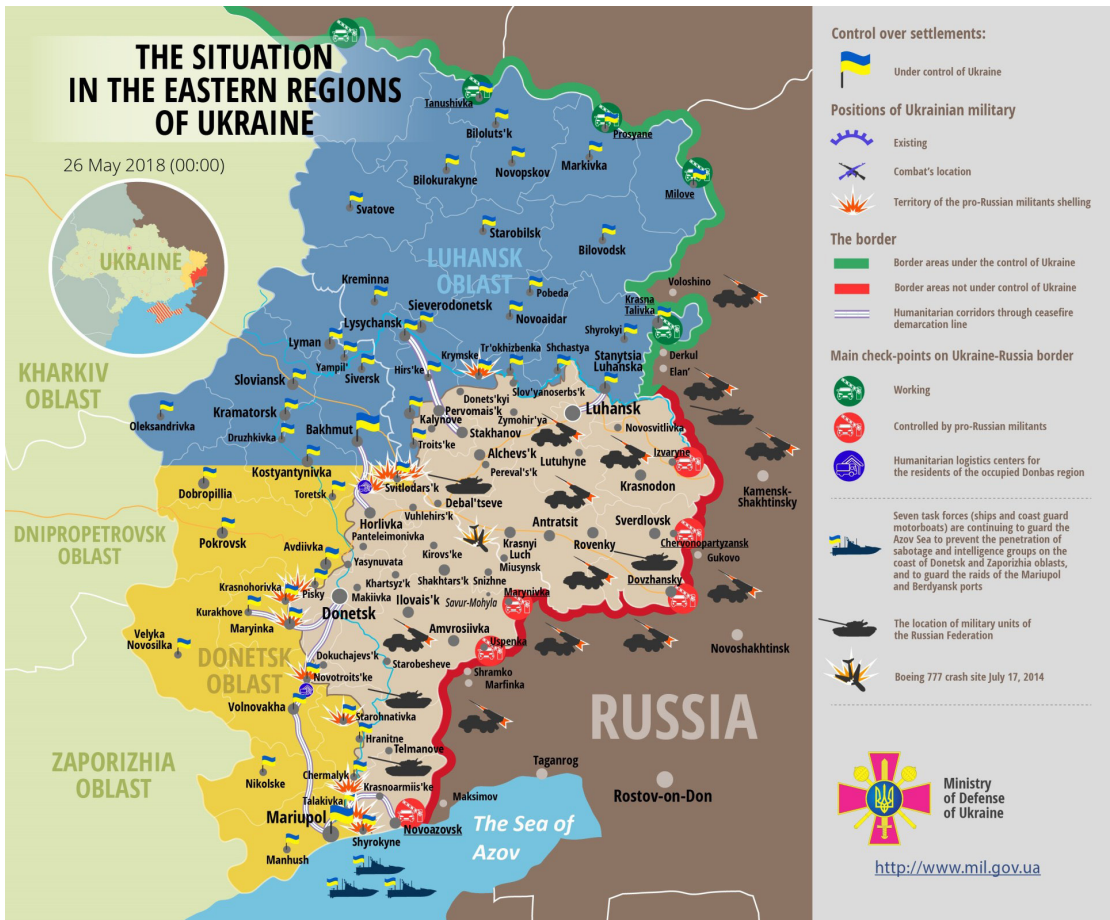 THE SITUATION
IN THE EASTERN REGIONS
OF UKRAINE
26 May 2018 (00:00)
UKRAINE
KHARKIV
OBLAST
DNIPROPETROVSK
OBLAST
ZAPORIZHIA
OBLAST
LUHANSK
OBLAST
DONETSK
OBLAST
RUSSIA
The Sea of
Azov
Tanushivka
Prosyane
Biloluts'k
Bilokurakyne
Novopskov
Markivka
Milove
Svatove
Starobilsk
Bilovodsk
Kreminna
Pobeda
Voloshino
Sieverodonetsk
Krasna
Talivka
Lysychansk
Novoaidar
Lyman
Shyrokyi
Krymske
Tr'okhizbenka
Shchastya
Stanytsia
Luhanska
Derkul
Elan'
Yampil'
Siversk
Hirs'ke
Sloviansk
Slov'yanoserbs'k
Donets'kyi
Pervomais'k
Kramatorsk
Oleksandrivka
Kalynove
Zymohir'ya
Luhansk
Druzhkivka
Bakhmut
Stakhanov
Novosvitlivka
Troits'ke
Alchevs'k
Lutuhyne
Izvaryne
Kostyantynivka
Pereval's'k
Dobropillia
Toretsk
Svitlodars'k
Krasnodon
Kamensk-
Shakhtinsky
Debal'tseve
Vuhlehirs'k
Horlivka
Antratsit
Sverdlovsk
Pokrovsk
Panteleimonivka
Krasnyi
Luch
Rovenky
Chervonopartyzansk
Avdiivka
Kirovs'ke
Gukovo
Yasynuvata
Miusynsk
Krasnohorivka
Pisky
Khartsyz'k
Shakhtars'k
Snizhne
Dovzhansky
Makiivka
Marynivka
Kurakhove
Donetsk
Ilovais'k
Savur-Mohyla
Maryinka
Velyka
Novosilka
Amvrosiivka
Uspenka
Novoshakhtinsk
Dokuchajevs'k
Starobesheve
Shramko
Marfinka
Novotroits'ke
Volnovakha
Starohnativka
Hranitne
Telmanove
Nikolske
Chermalyk
Taganrog
Krasnoarmiis'ke
Rostov-on-Don
Talakivka
Maksimov
Mariupol
Novoazovsk
Shyrokyne
Manhush
Control over settlements:
Under control of Ukraine
Positions of Ukrainian military
Existing
Combat's location
Territory of the pro-Russian militants shelling
The border
Border areas under the control of Ukraine
Border areas not under control of Ukraine
Humanitarian corridors through ceasefire
demarcation line
Main check-points on Ukraine-Russia border
Working
Controlled by pro-Russian militants
Humanitarian logistics centers for
the residents of the occupied Donbas region
Seven task forces (ships and coast guard
motorboats) are continuing to guard the
Azov Sea to prevent the penetration of
sabotage and intelligence groups on the
coast of Donetsk and Zaporizhia oblasts,
and to guard the raids of the Mariupol
and Berdyansk ports
The location of military units of
the Russian Federation
Boeing 777 crash site July 17, 2014
Ministry
of Defense
of Ukraine
http://www.mil.gov.ua